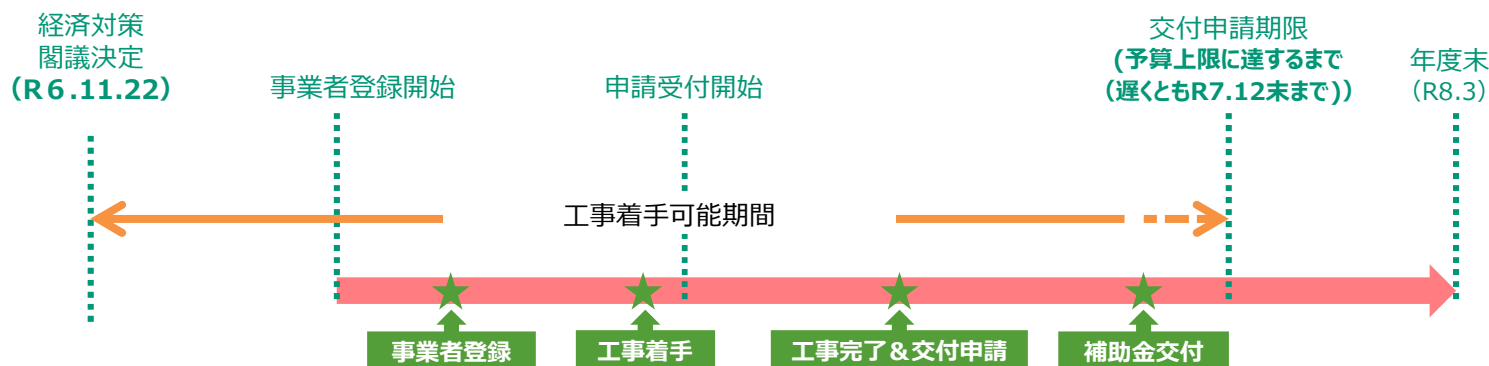 経済対策
閣議決定
（R６.11.22）
事業者登録開始
申請受付開始
交付申請期限
(予算上限に達するまで
（遅くともR7.12末まで）)
年度末
（R8.3）
工事着手可能期間
事業者登録
工事着手
工事完了＆交付申請
補助金交付